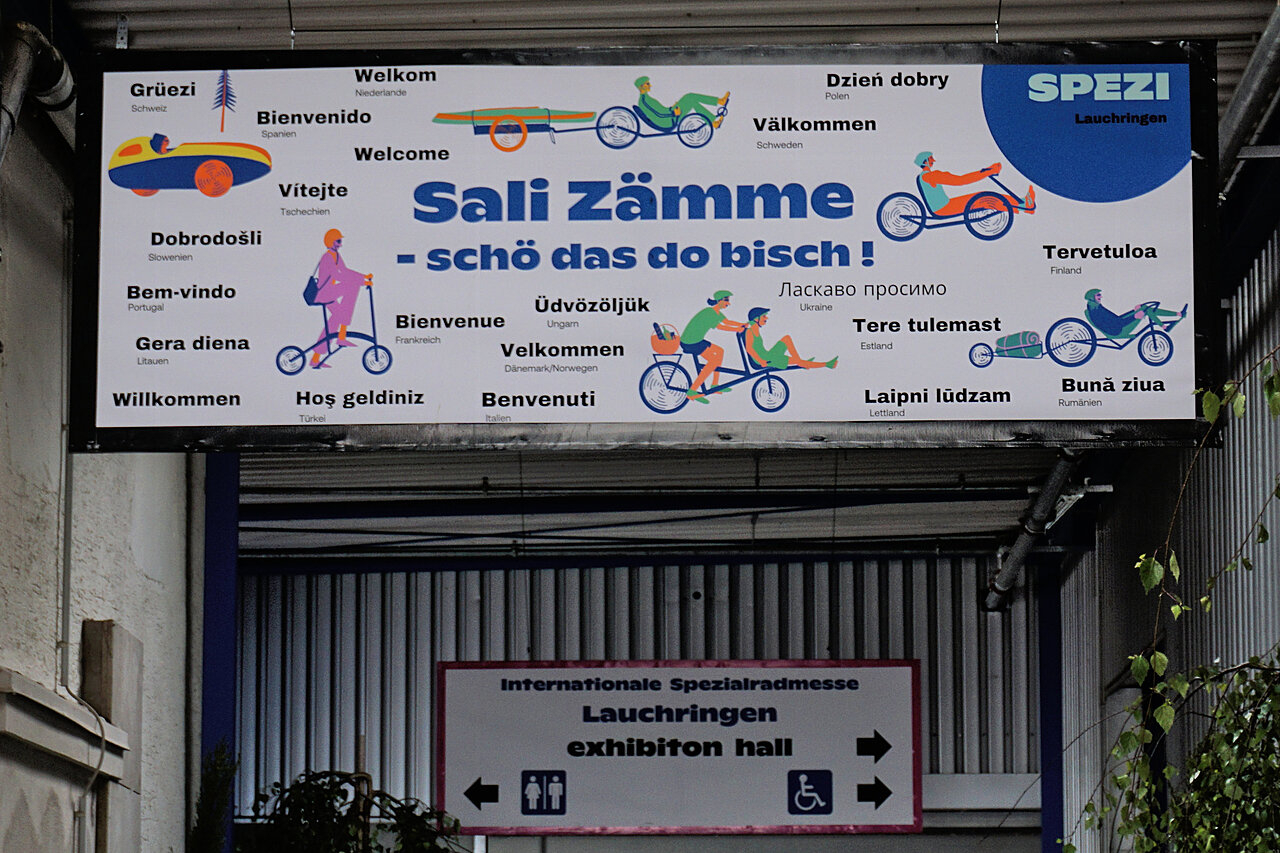 Grüezi
Schweiz
Welkom
Niederlande
Bienvenido
Spanien
Welcome
Dzień dobry
Polen
Välkommen
Schweden
SPEZI
Lauchringen
Vítejte
Tschechien
Sali Zämme
- schö das do bisch !
Dobrodošli
Slowenien
Bem-vindo
Portugal
Gera diena
Litauen
Willkommen
Hoş geldiniz
Türkei
Bienvenue
Frankreich
Üdvözöljük
Ungarn
Velkommen
Dänemark/Norwegen
Benvenuti
Italien
Ласкаво просимо
Ukraine
Tervetuloa
Finland
Tere tulemast
Estland
Laipni lūdzam
Lettland
Bună ziua
Rumänien
Internationale Spezialradmesse
Lauchringen
exhibiton hall